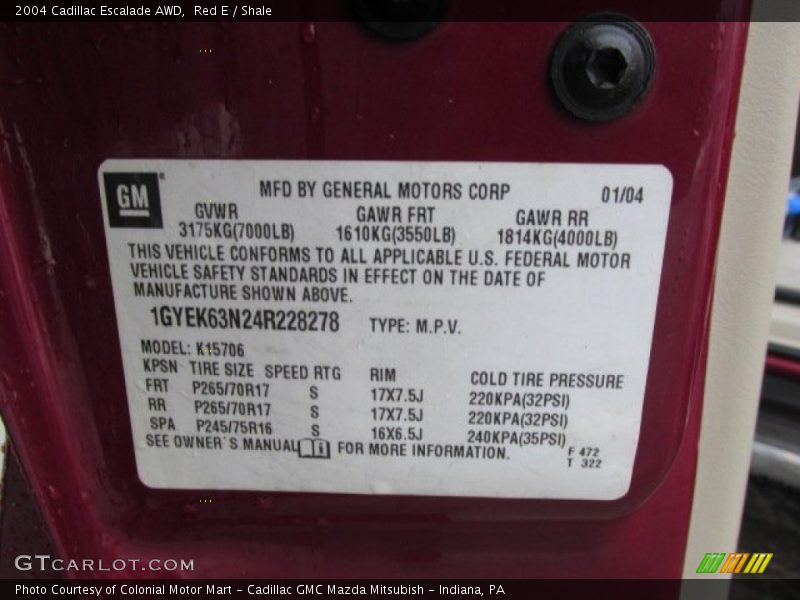 2004 Cadillac Escalade AWD,  Red E / Shale
GM
MFD BY GENERAL MOTORS CORP 01/04
GVWR GAWR FRT GAWR RR
3175KG(7000LB) 1610KG(3550LB) 1814KG(4000LB)
THIS VEHICLE CONFORMS TO ALL APPLICABLE U.S. FEDERAL MOTOR
VEHICLE SAFETY STANDARDS IN EFFECT ON THE DATE OF
MANUFACTURE SHOWN ABOVE.
1GYEK63N24R228278 TYPE: M.P.V.
MODEL: K15706
KPSN TIRE SIZE SPEED RTG RIM COLD TIRE PRESSURE
FRT P265/70R17 S 17X7.5J 220KPA(32PSI)
RR P265/70R17 S 17X7.5J 220KPA(32PSI)
SPA P245/75R16 S 16X6.5J 240KPA(35PSI)
SEE OWNER'S MANUAL FOR MORE INFORMATION.
F 472
T 322
GTCARLOT.COM
Photo Courtesy of Colonial Motor Mart - Cadillac GMC Mazda Mitsubish - Indiana, PA